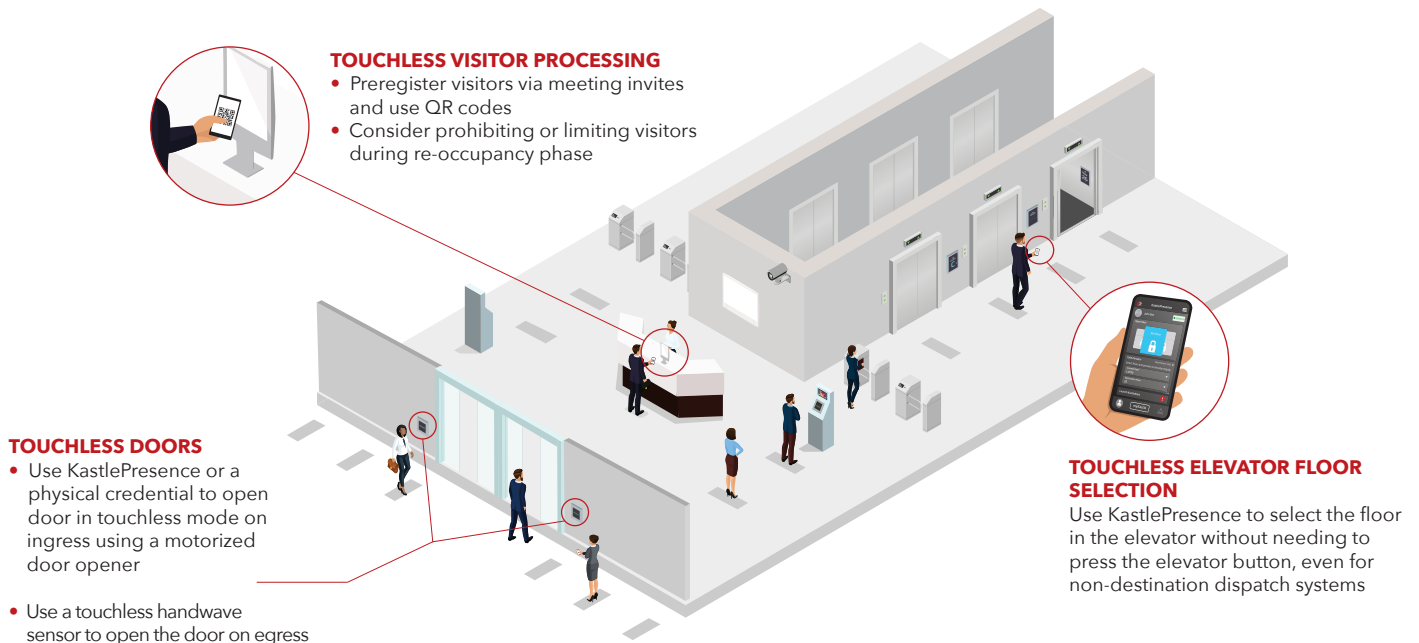 TOUCHLESS VISITOR PROCESSING
• Preregister visitors via meeting invites
and use QR codes
• Consider prohibiting or limiting visitors
during re-occupancy phase
TOUCHLESS DOORS
• Use KastlePresence or a
physical credential to open
door in touchless mode on
ingress using a motorized
door opener
• Use a touchless handwave
sensor to open the door on egress
TOUCHLESS ELEVATOR FLOOR
SELECTION
Use KastlePresence to select the floor
in the elevator without needing to
press the elevator button, even for
non-destination dispatch systems